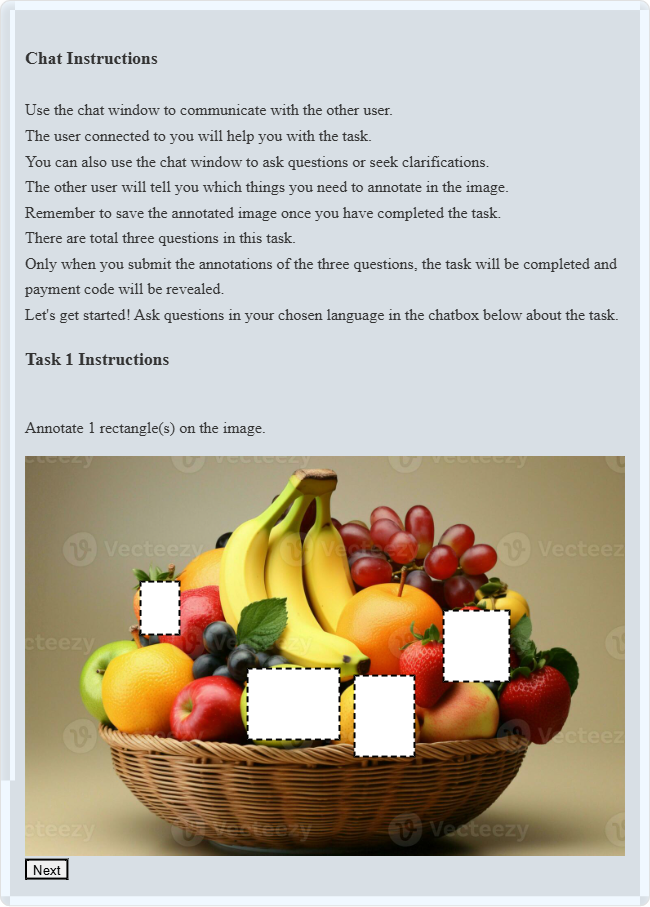 Chat Instructions
Use the chat window to communicate with the other user.
The user connected to you will help you with the task.
You can also use the chat window to ask questions or seek clarifications.
The other user will tell you which things you need to annotate in the image.
Remember to save the annotated image once you have completed the task.
There are total three questions in this task.
Only when you submit the annotations of the three questions, the task will be completed and
payment code will be revealed.
Let's get started! Ask questions in your chosen language in the chatbox below about the task.
Task 1 Instructions
Annotate 1 rectangle(s) on the image.
Vecteezy
Vecteezy
Vecteezy
Vecteezy
Vecteezy
Vecteezy
Next